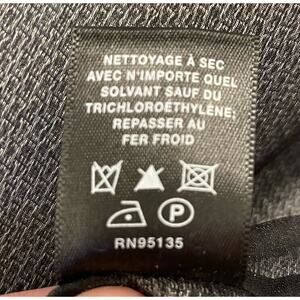 NETTOYAGE À SEC
AVEC N'IMPORTE QUEL
SOLVANT SAUF DU
TRICHLOROÉTHYLÈNE;
REPASSER AU
FER FROID
P
RN95135